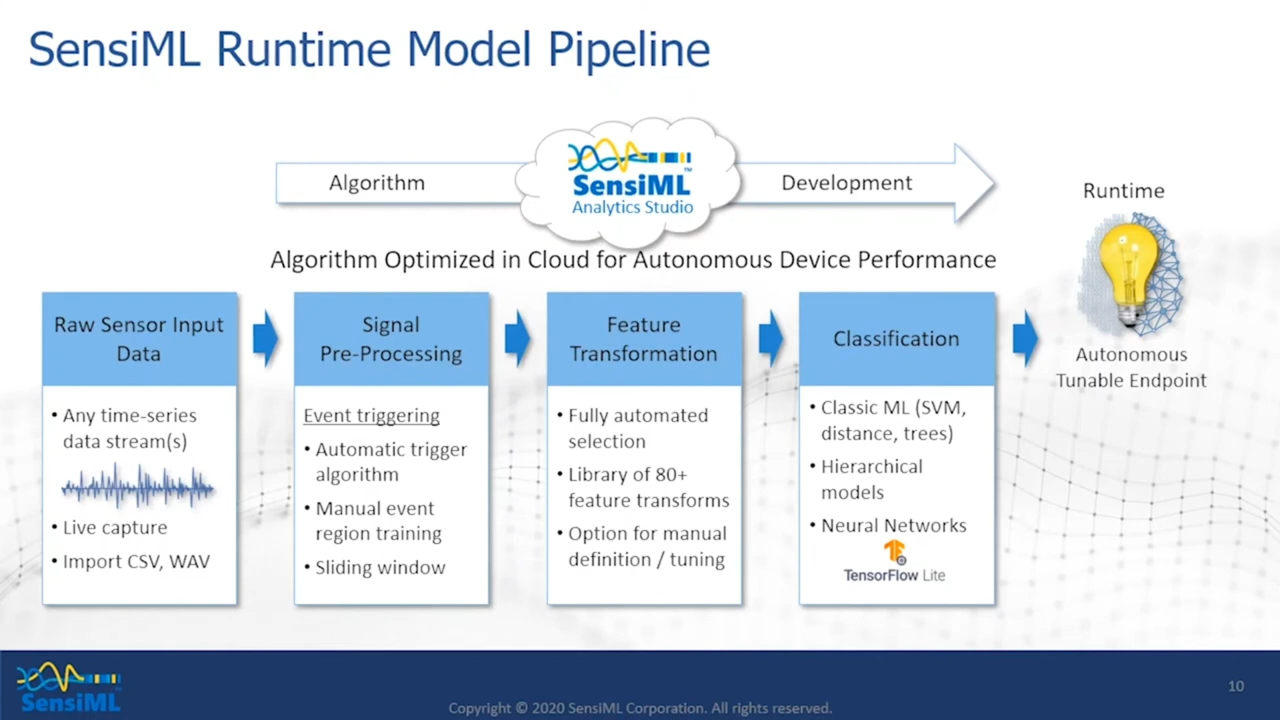 SensiML Runtime Model Pipeline
Algorithm
SensiML™
Analytics Studio
Development
Runtime
Algorithm Optimized in Cloud for Autonomous Device Performance
Raw Sensor Input
Data
• Any time-series
data stream(s)
• Live capture
• Import CSV, WAV
Signal
Pre-Processing
Event triggering
• Automatic trigger
algorithm
• Manual event
region training
• Sliding window
Feature
Transformation
• Fully automated
selection
• Library of 80+
feature transforms
• Option for manual
definition / tuning
Classification
• Classic ML (SVM,
distance, trees)
• Hierarchical
models
• Neural Networks
TensorFlow Lite
Autonomous
Tunable Endpoint
SensiML™
Copyright © 2020 SensiML Corporation. All rights reserved.
10